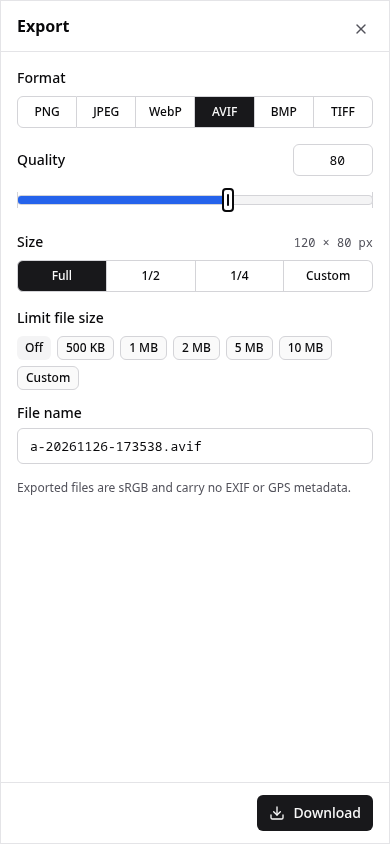 Export
Format
PNG JPEG WebP AVIF BMP TIFF
Quality 80
Size 120 × 80 px
Full 1/2 1/4 Custom
Limit file size
Off 500 KB 1 MB 2 MB 5 MB 10 MB
Custom
File name
a-20261126-173538.avif
Exported files are sRGB and carry no EXIF or GPS metadata.
Download